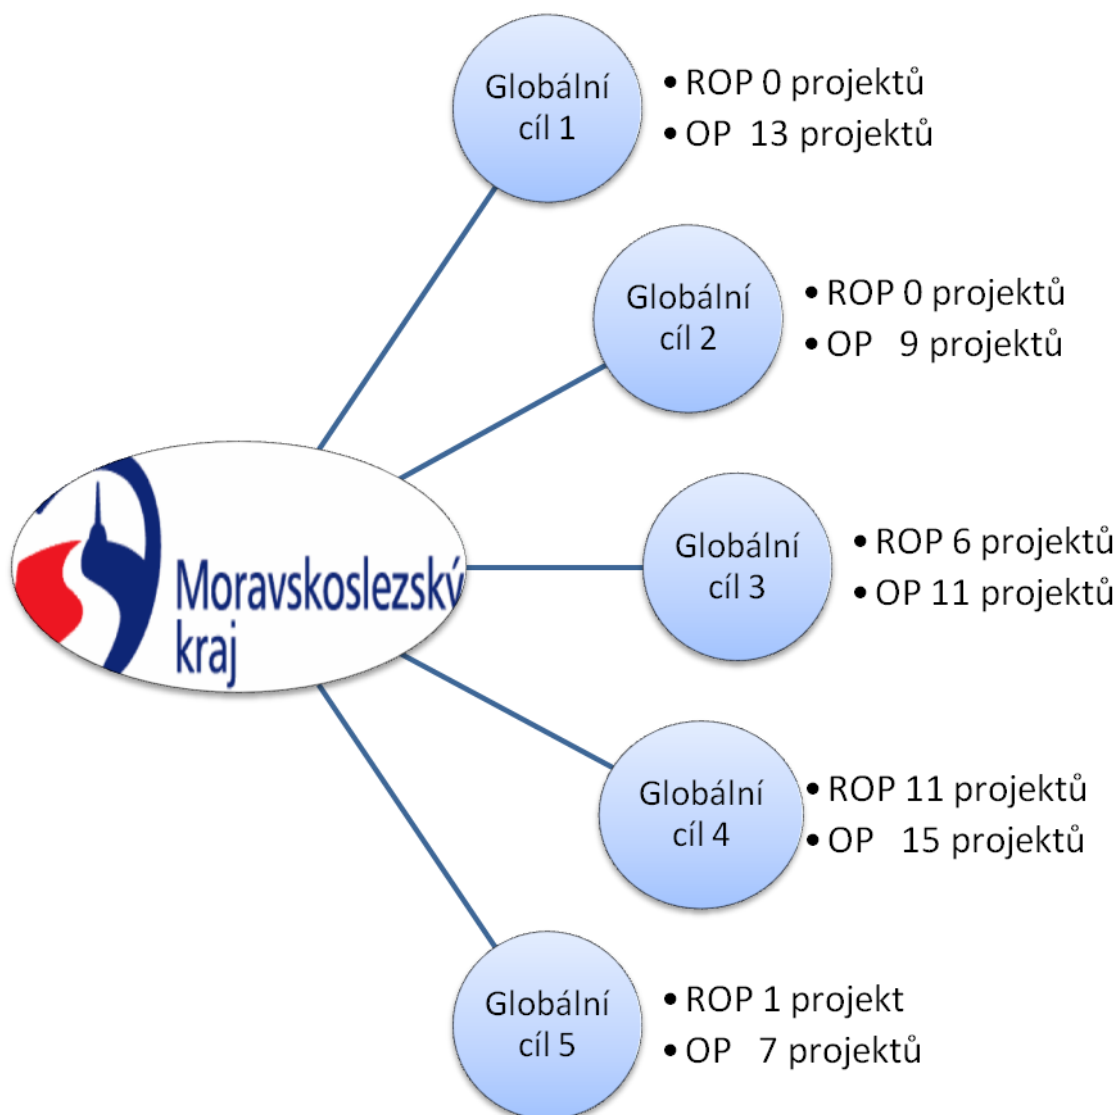 Globální
cíl 1
• ROP 0 projektů
• OP  13 projektů
Globální
cíl 2
• ROP 0 projektů
• OP   9 projektů
Moravskoslezský
kraj
Globální
cíl 3
• ROP 6 projektů
• OP 11 projektů
Globální
cíl 4
• ROP 11 projektů
• OP   15 projektů
Globální
cíl 5
• ROP 1 projekt
• OP   7 projektů